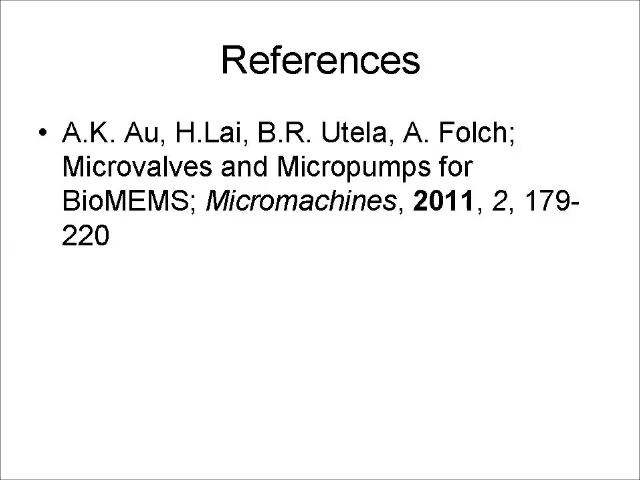 References
• A.K. Au, H.Lai, B.R. Utela, A. Folch;
Microvalves and Micropumps for
BioMEMS; Micromachines, 2011, 2, 179-
220